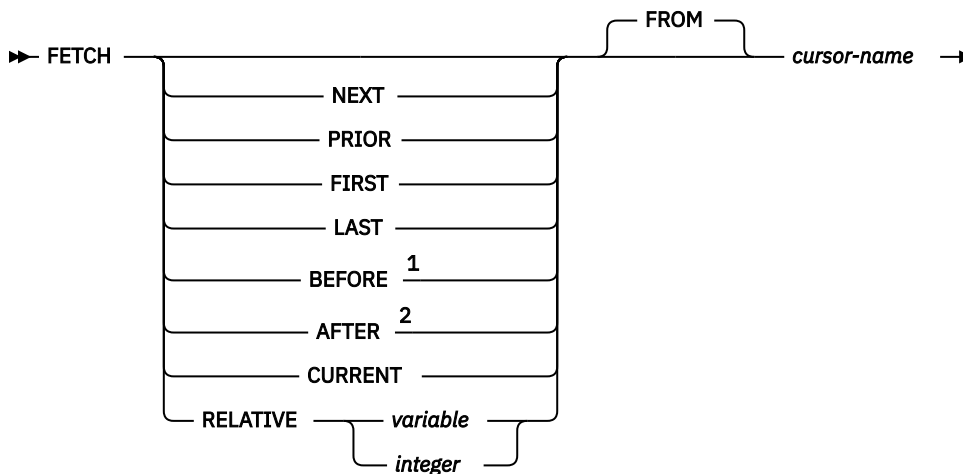 FROM
FETCH cursor-name
NEXT
PRIOR
FIRST
LAST
BEFORE 1
AFTER 2
CURRENT
RELATIVE variable
integer